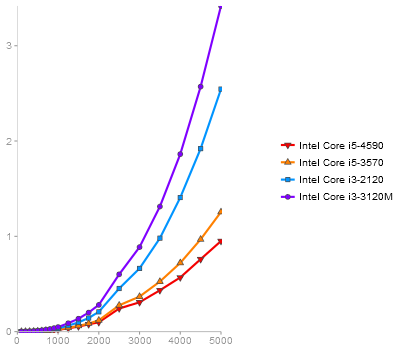 3
2
1
0
0 1000 2000 3000 4000 5000
Intel Core i5-4590
Intel Core i5-3570
Intel Core i3-2120
Intel Core i3-3120M